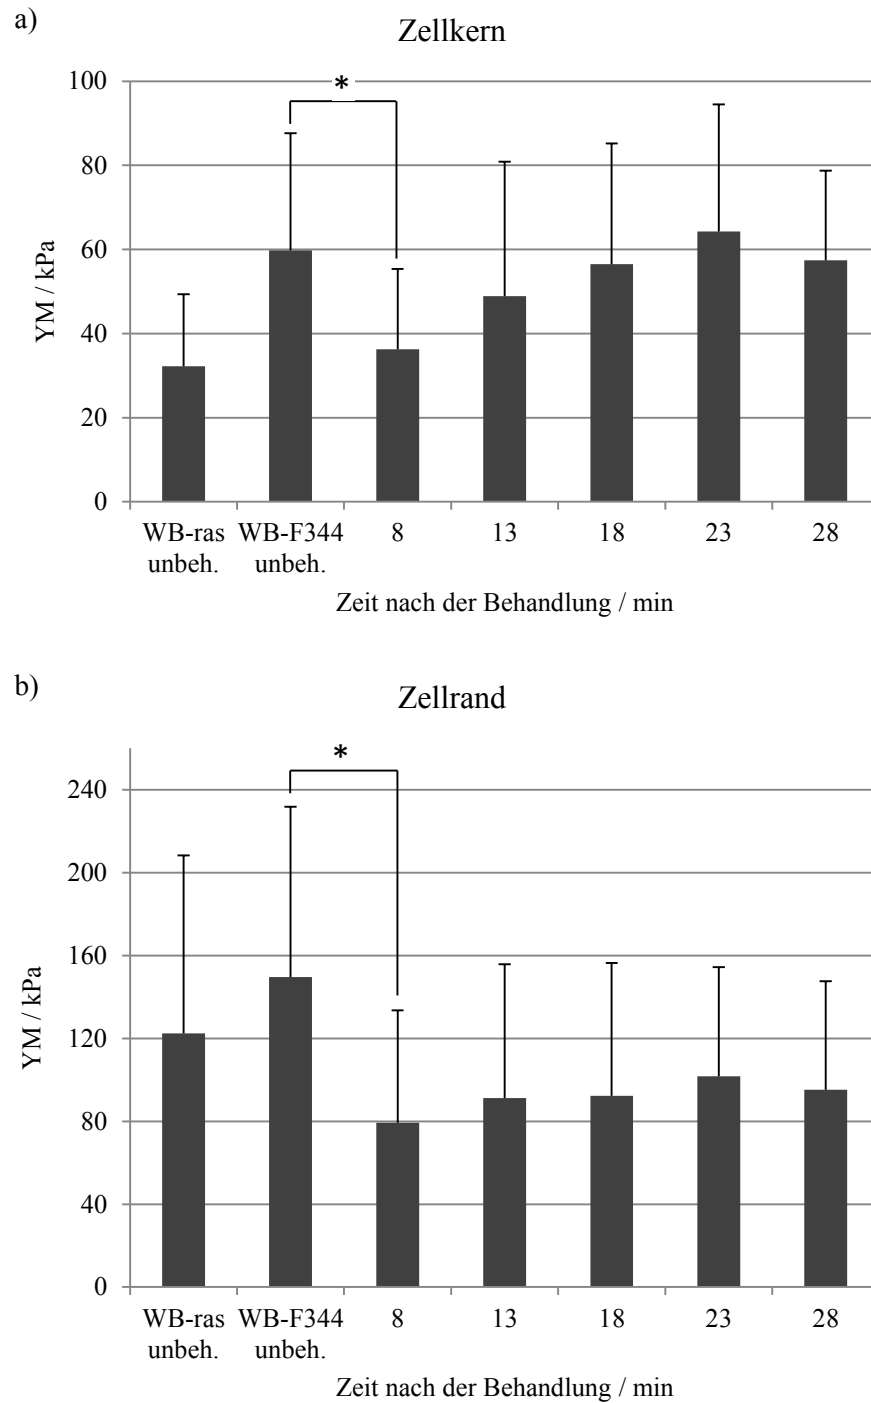 a)
Zellkern
*
100
80
60
40
20
0
YM / kPa
WB-ras WB-F344 8 13 18 23 28
unbeh. unbeh.
Zeit nach der Behandlung / min
b)
Zellrand
*
240
200
160
120
80
40
0
YM / kPa
WB-ras WB-F344 8 13 18 23 28
unbeh. unbeh.
Zeit nach der Behandlung / min